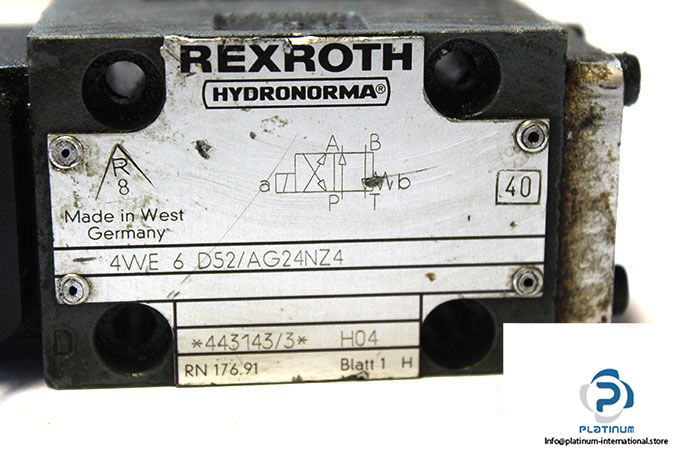 REXROTH
HYDRONORMA®
R
8
A B
a b
P T
40
Made in West
Germany
4WE 6 D52/AG24NZ4
*443143/3* H04
RN 176.91 Blatt 1 H
D
PLATINUM
Info@platinum-international.store